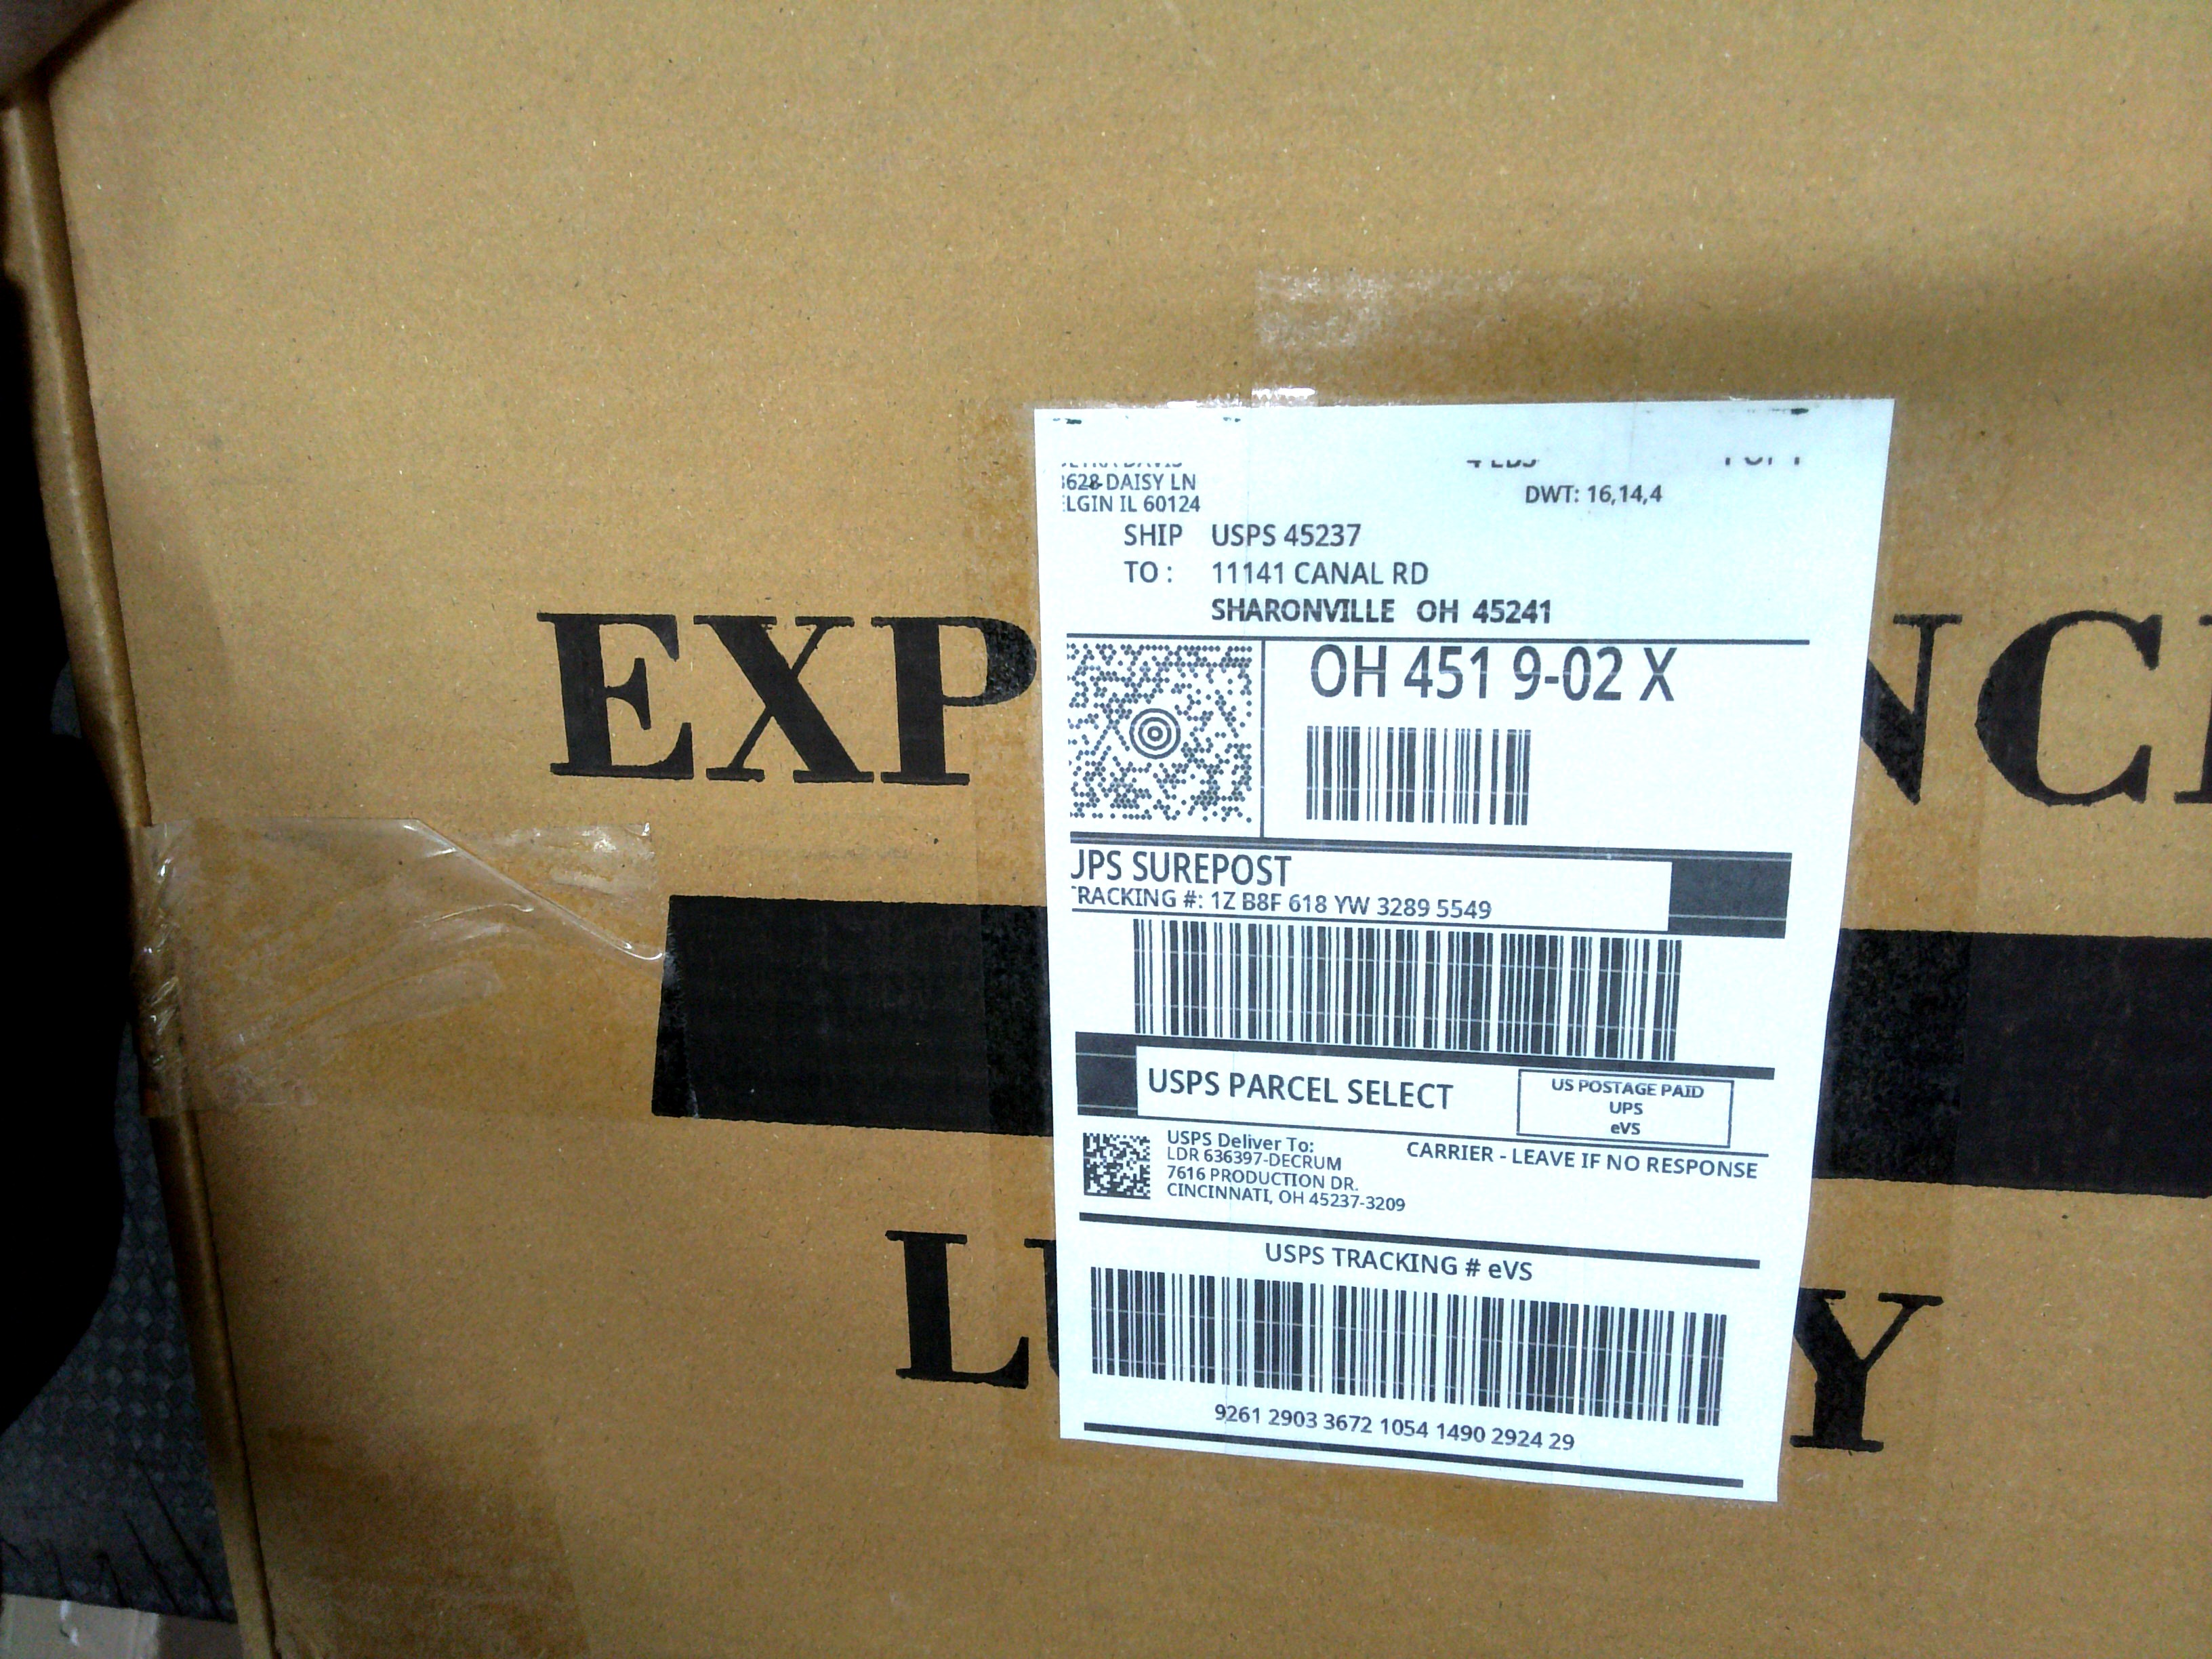 628 DAISY LN
LGIN IL 60124
DWT: 16,14,4
SHIP TO :
USPS 45237
11141 CANAL RD
SHARONVILLE OH 45241
OH 451 9-02 X
UPS SUREPOST
TRACKING #: 1Z B8F 618 YW 3289 5549
USPS PARCEL SELECT
US POSTAGE PAID
UPS
eVS
USPS Deliver To:
LDR 636397-DECRUM
7616 PRODUCTION DR.
CINCINNATI, OH 45237-3209
CARRIER - LEAVE IF NO RESPONSE
USPS TRACKING # eVS
9261 2903 3672 1054 1490 2924 29
EXP NC
L Y